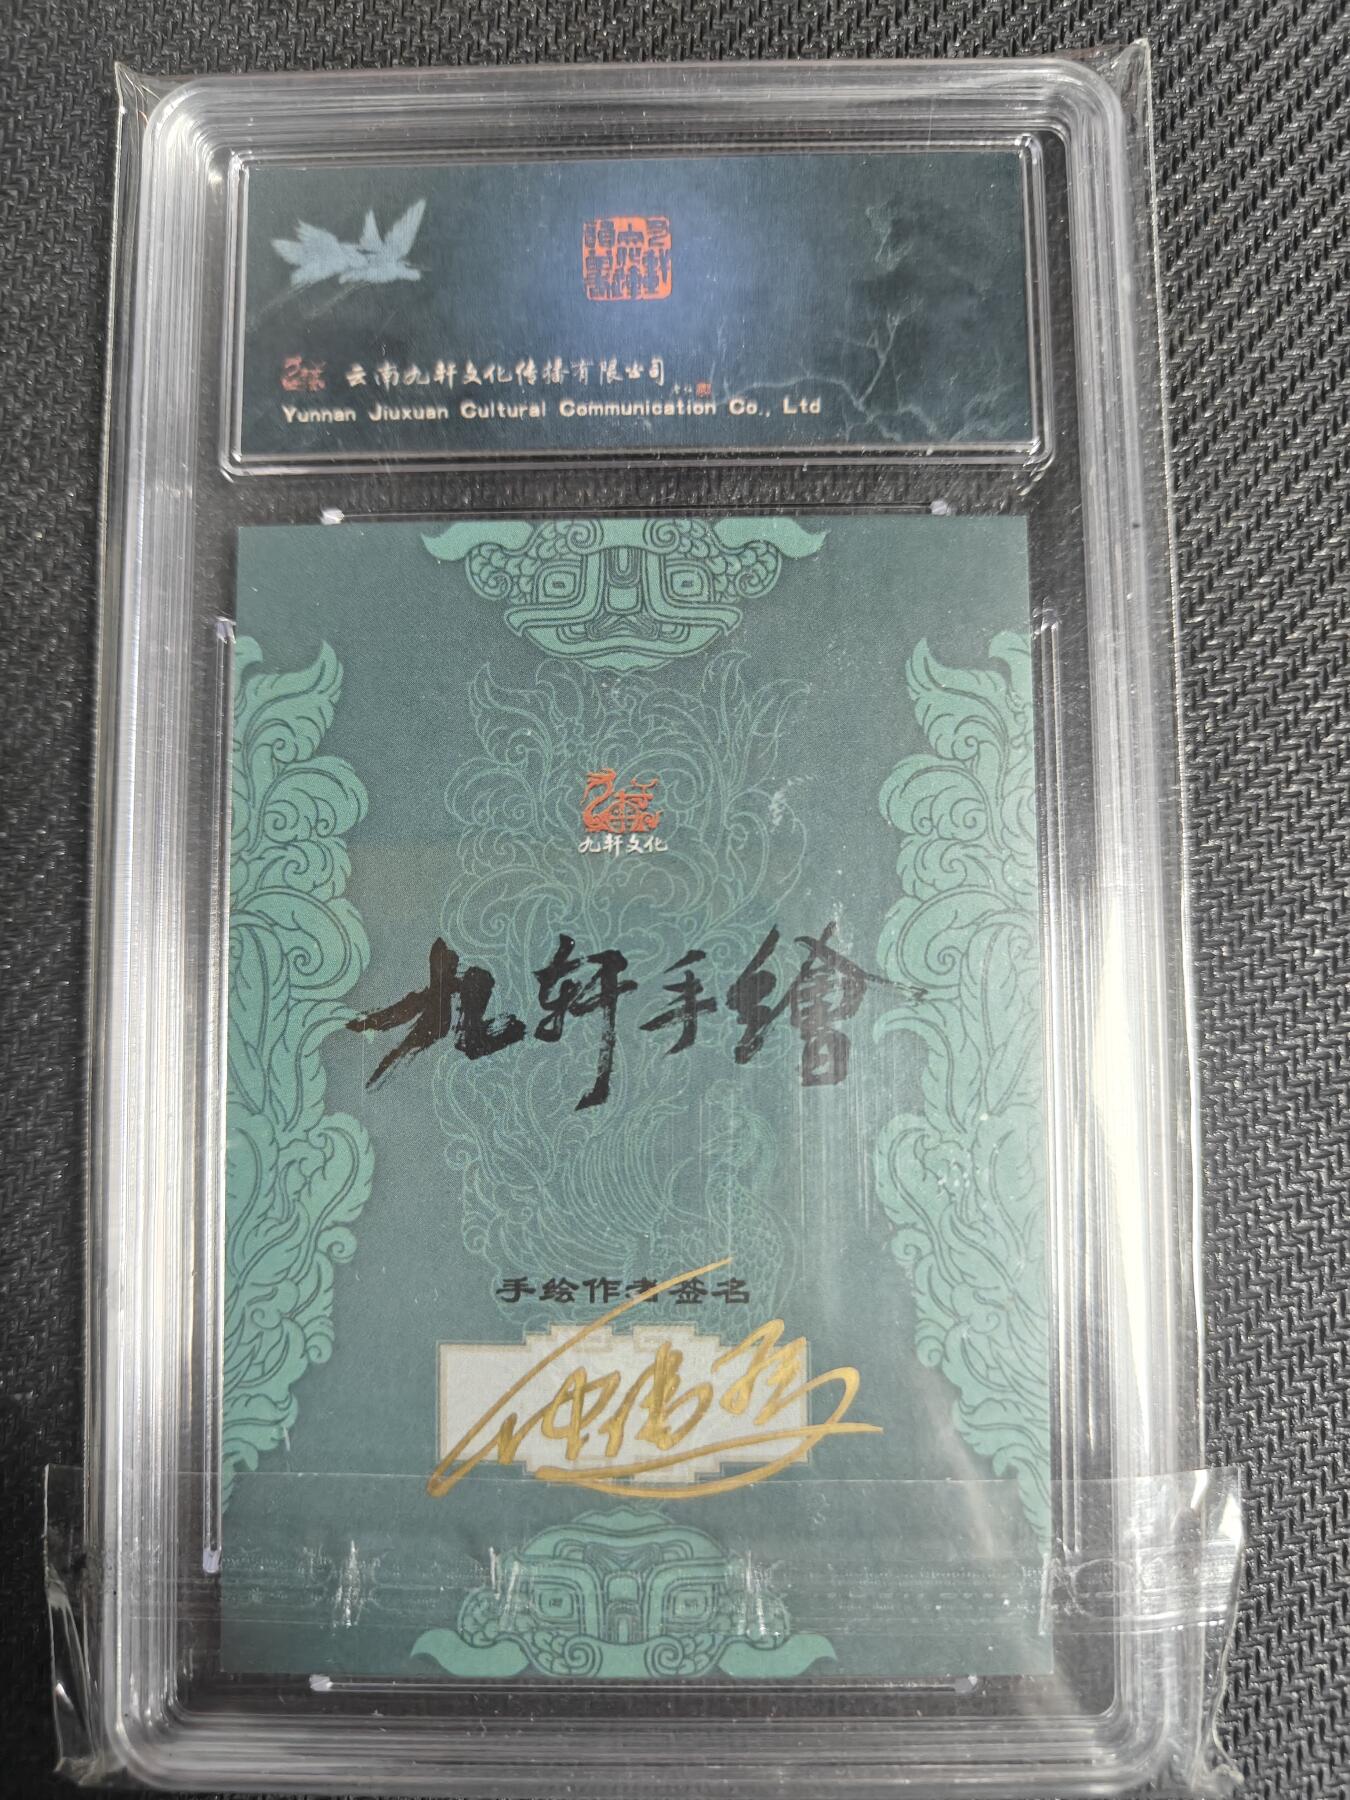 云南九轩文化传播有限公司
Yunnan Jiuxuan Cultural Communication Co., Ltd
九轩文化
九轩手繪
手绘作者签名